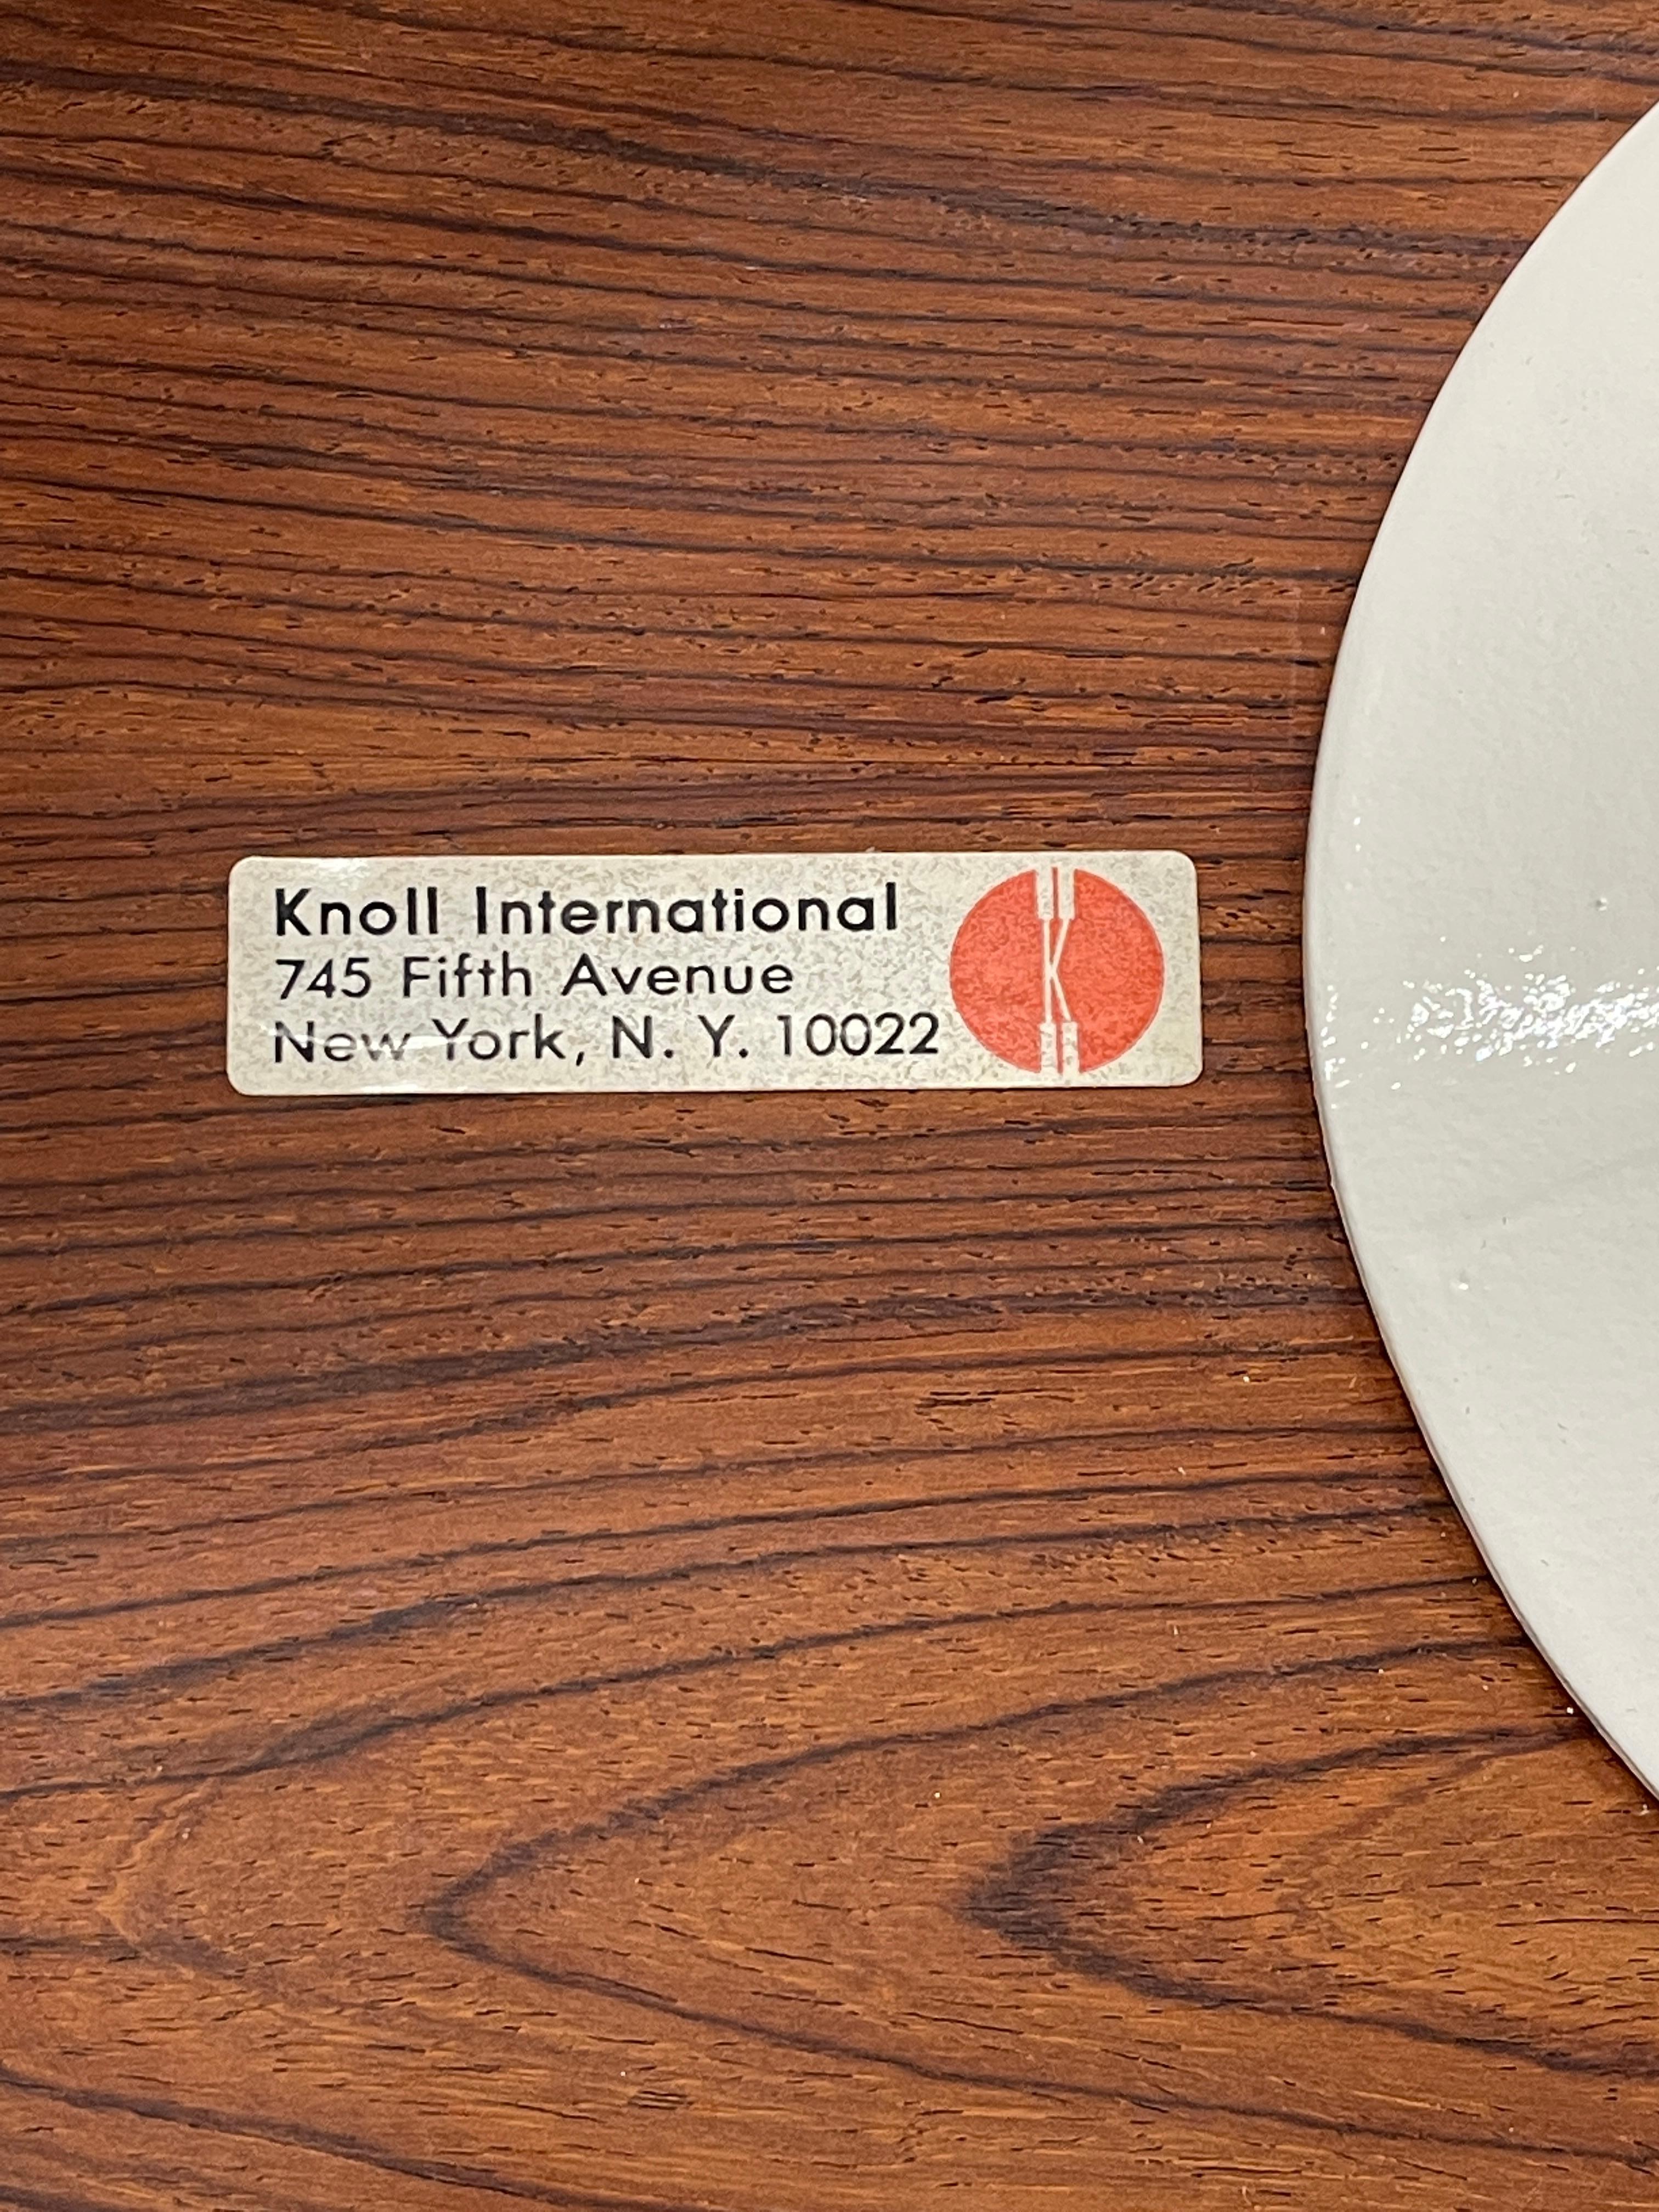 Knoll International
745 Fifth Avenue
New York, N. Y. 10022
K